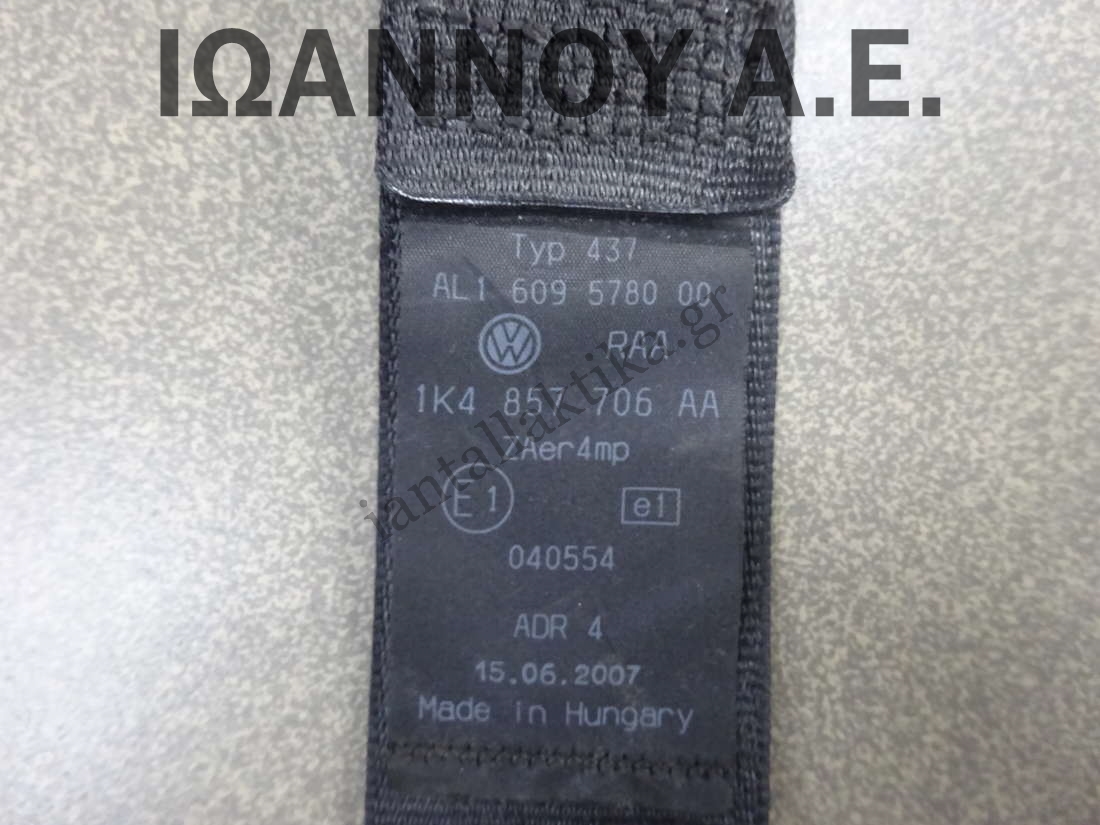 ΙΩΑΝΝΟΥ Α.Ε.
Typ 437
AL1 609 5780 00
VW RAA
1K4 857 706 AA
ZAer4mp
E1 e1
040554
ADR 4
15.06.2007
Made in Hungary
iantallaktika.gr